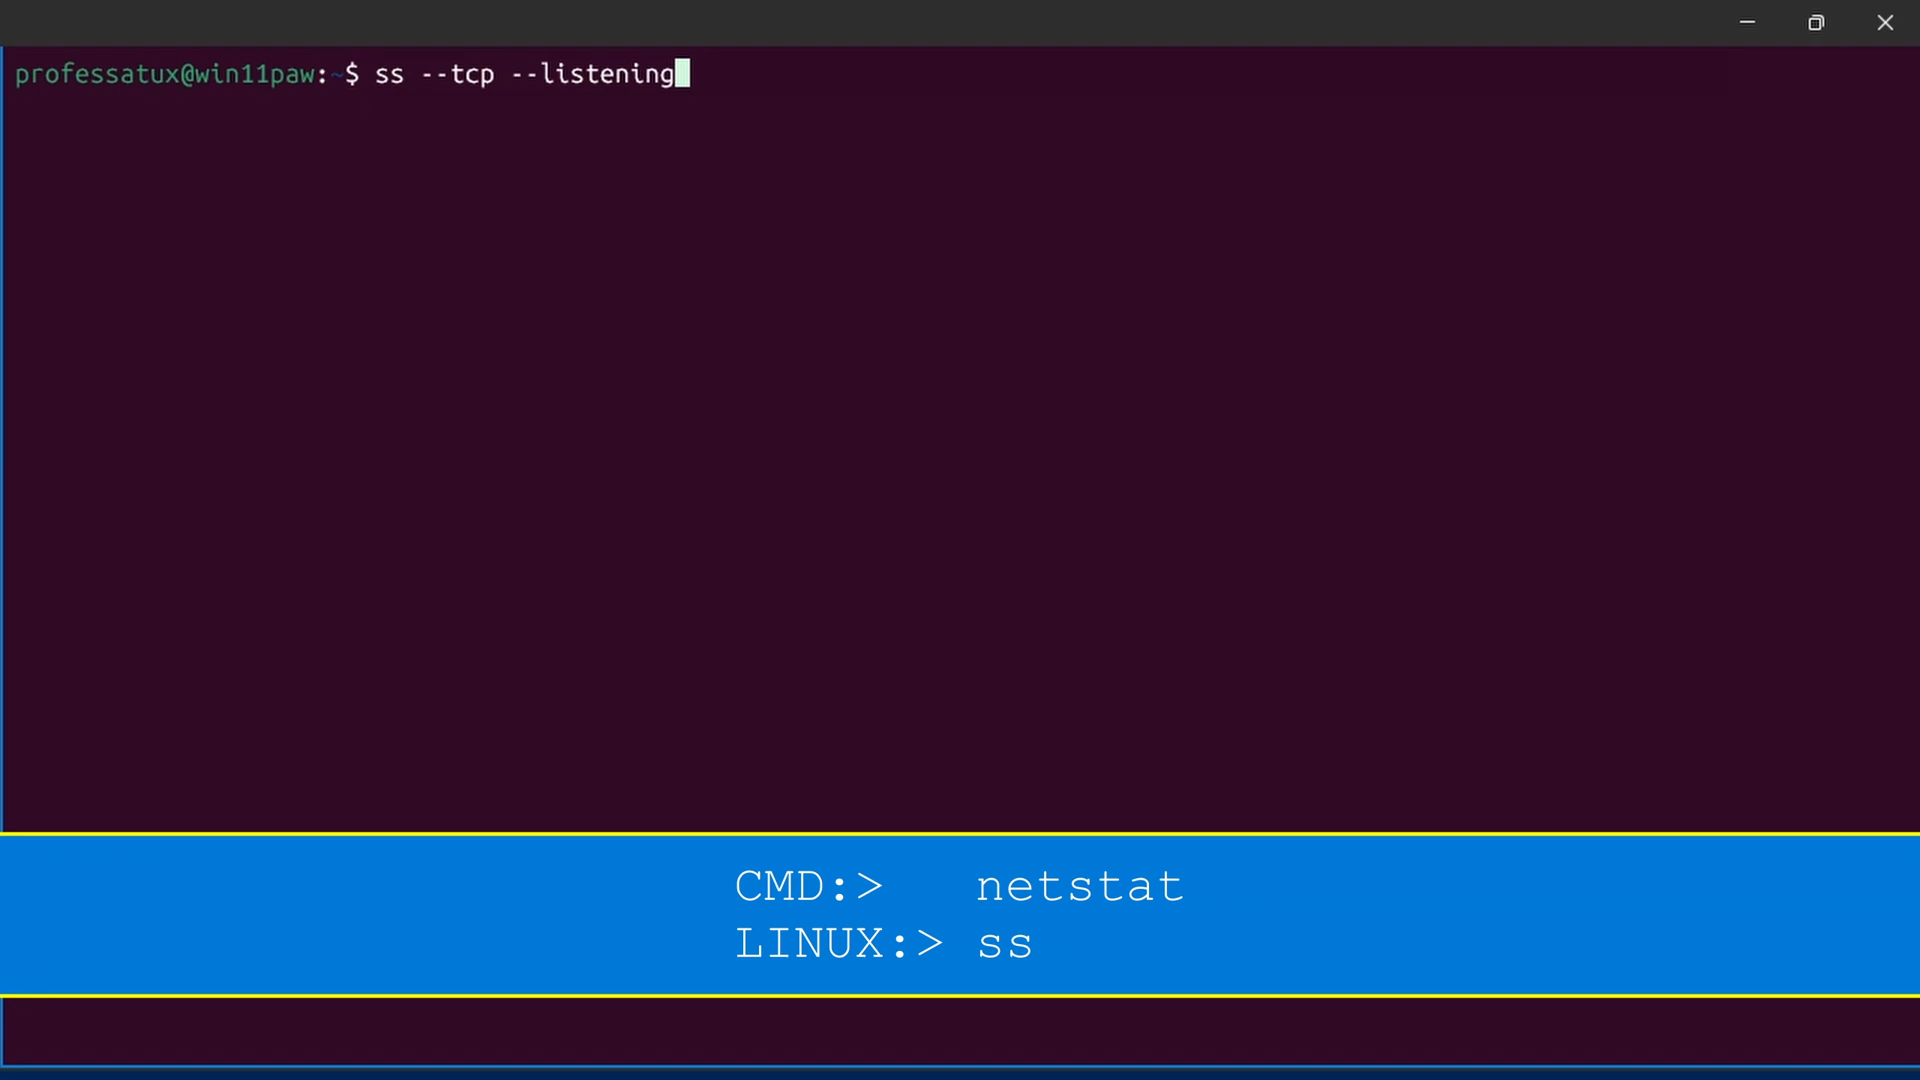 professatux@win11paw:~$ ss --tcp --listening
CMD:> netstat
LINUX:> ss